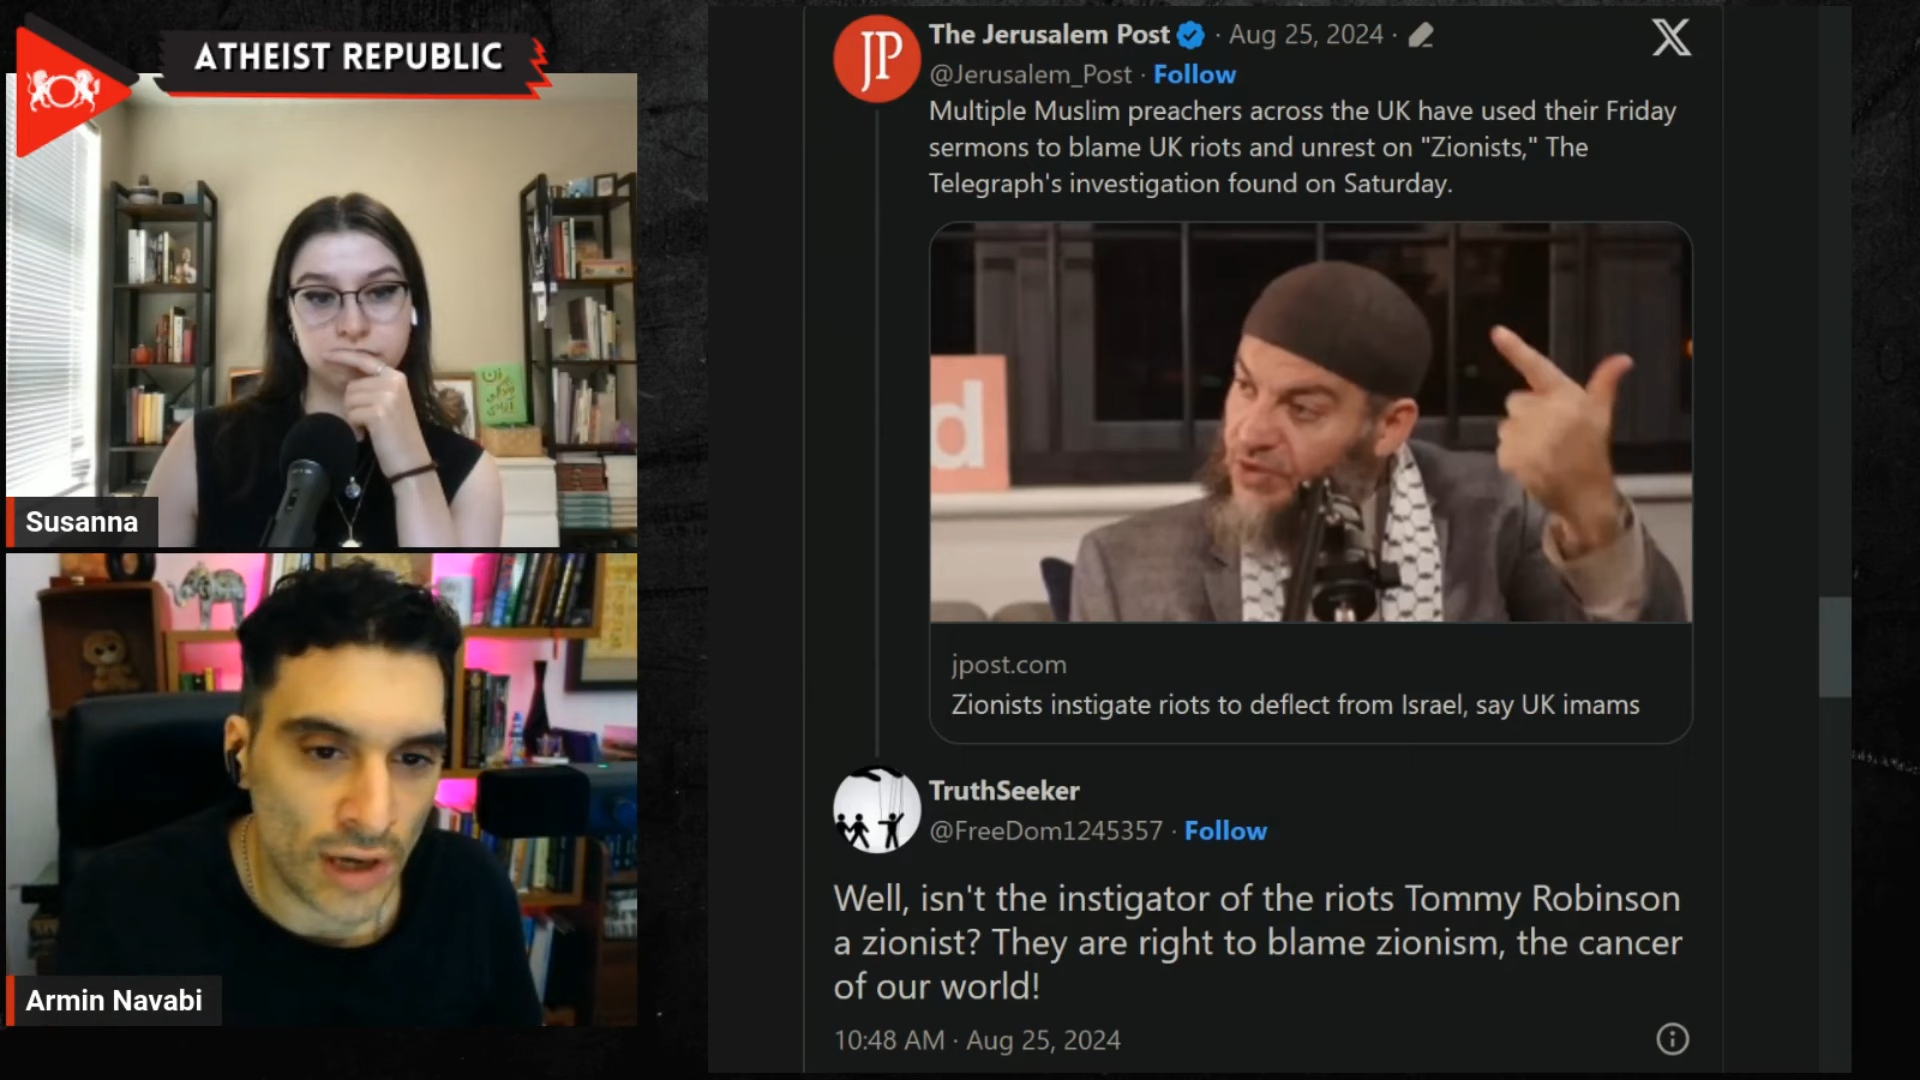 ATHEIST REPUBLIC
Susanna
Armin Navabi
JP
The Jerusalem Post · Aug 25, 2024 ·
@Jerusalem_Post · Follow
Multiple Muslim preachers across the UK have used their Friday
sermons to blame UK riots and unrest on "Zionists," The
Telegraph's investigation found on Saturday.
d
jpost.com
Zionists instigate riots to deflect from Israel, say UK imams
TruthSeeker
@FreeDom1245357 · Follow
Well, isn't the instigator of the riots Tommy Robinson
a zionist? They are right to blame zionism, the cancer
of our world!
10:48 AM · Aug 25, 2024